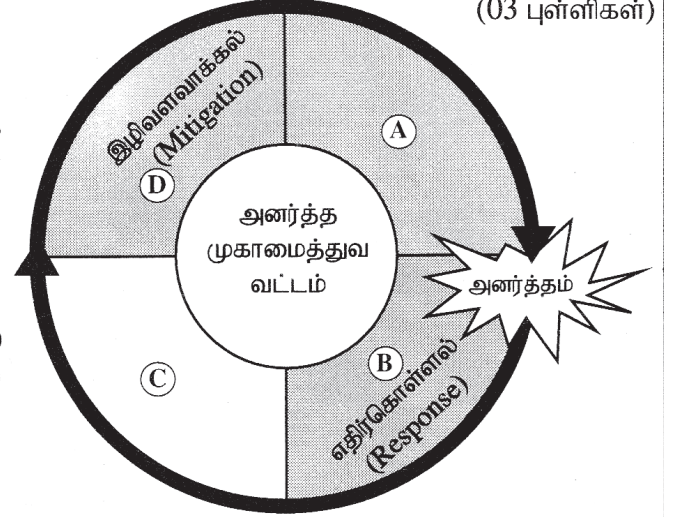 (03 புள்ளிகள்)
இழிவளவாக்கல்
(Mitigation)
D
A
அனர்த்த
முகாமைத்துவ
வட்டம்
அனர்த்தம்
C
B
எதிர்கொள்ளல்
(Response)